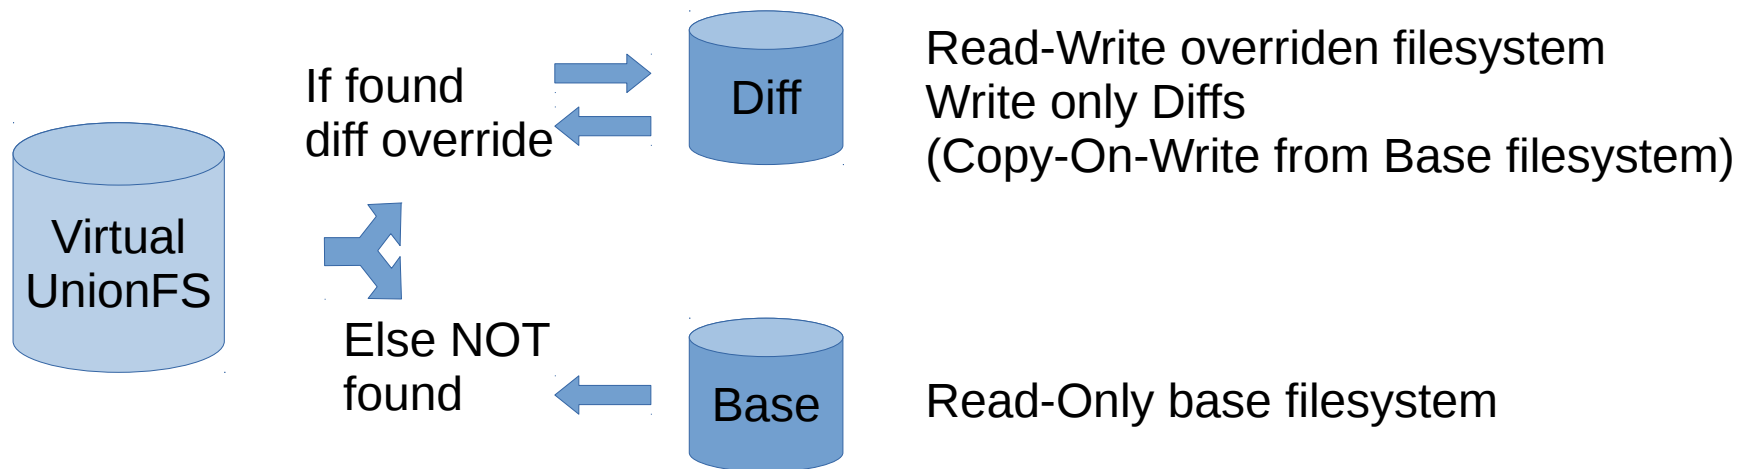 Virtual
UnionFS
If found
diff override
Diff
Read-Write overriden filesystem
Write only Diffs
(Copy-On-Write from Base filesystem)
Else NOT
found
Base
Read-Only base filesystem